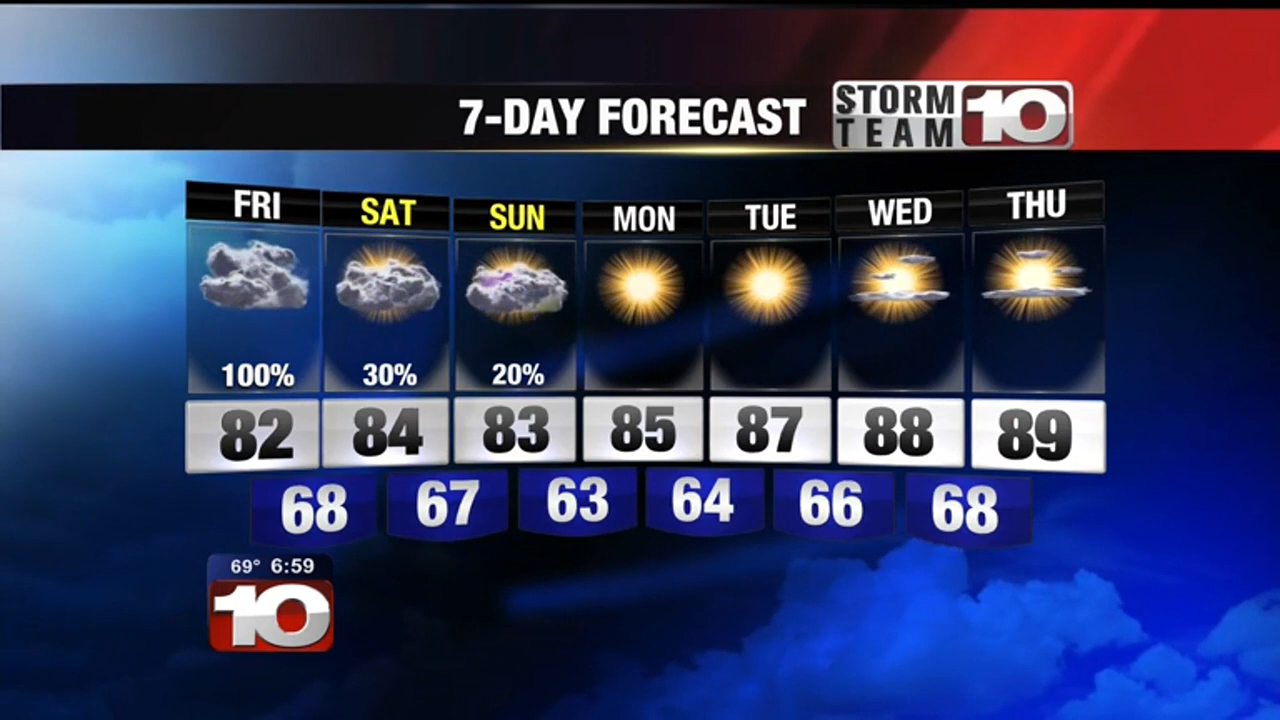 7-DAY FORECAST
STORM TEAM 10
FRI SAT SUN MON TUE WED THU
100% 30% 20%
82 84 83 85 87 88 89
68 67 63 64 66 68
69° 6:59
10